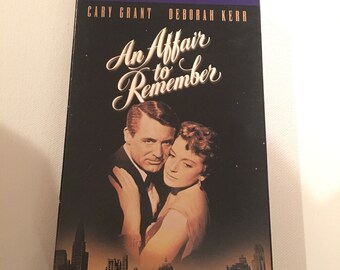 CARY GRANT DEBORAH KERR
An Affair
to
Remember